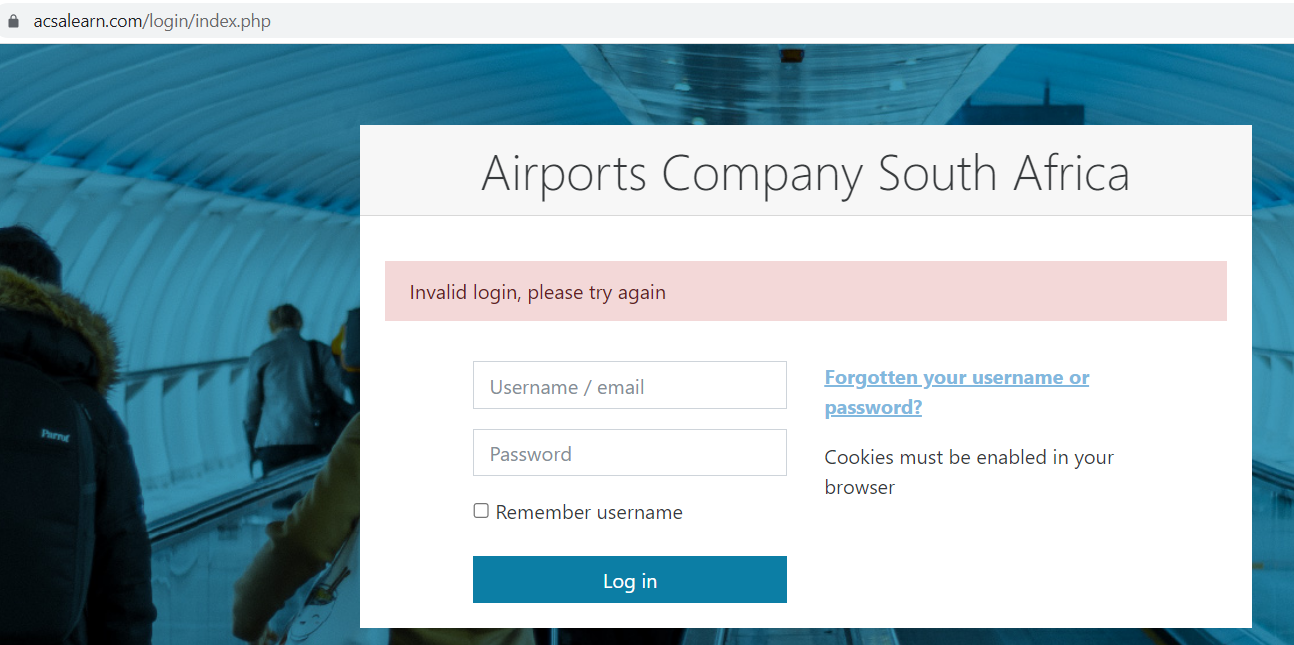 acsalearn.com/login/index.php
Airports Company South Africa
Invalid login, please try again
Username / email
Forgotten your username or
password?
Password
Cookies must be enabled in your
browser
Remember username
Log in
Parrot